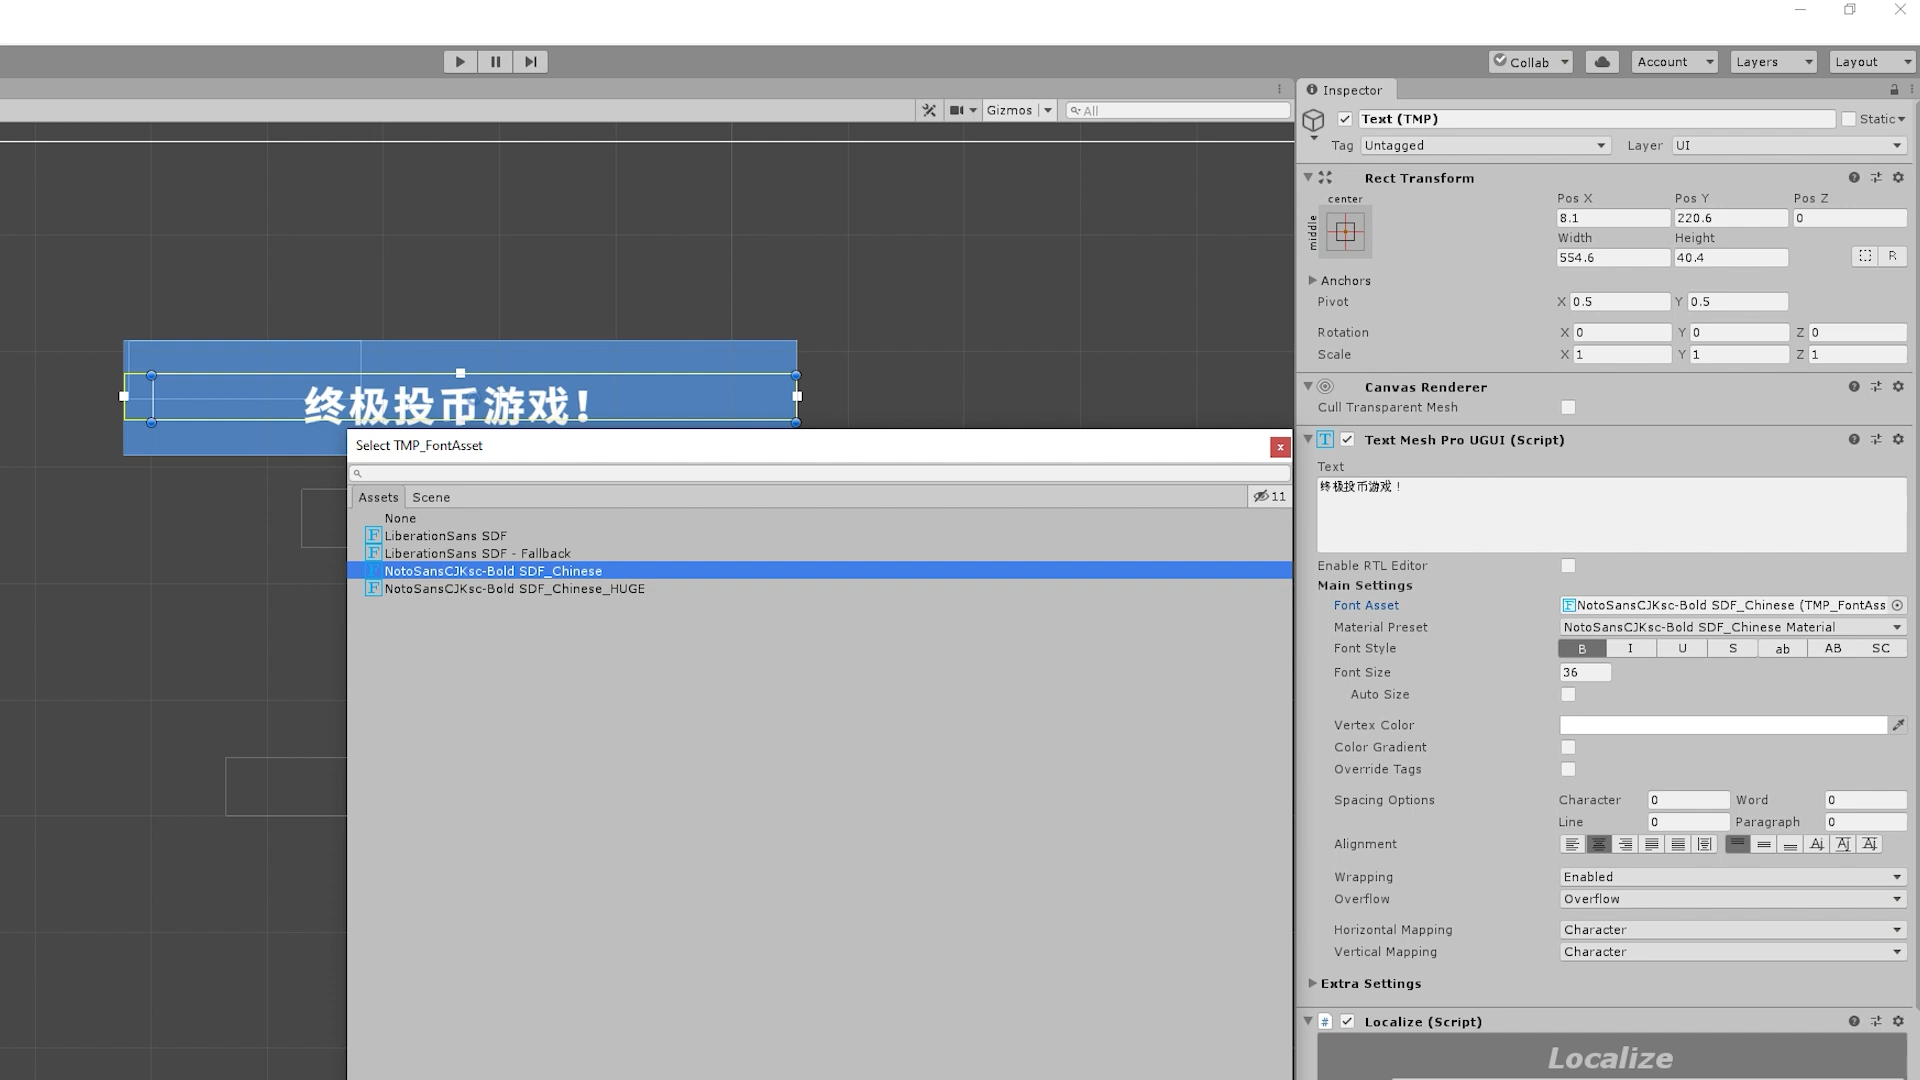 Collab
Account
Layers
Layout
Inspector
Gizmos
All
Text (TMP)
Static
Tag Untagged Layer UI
Rect Transform
center
middle
Pos X Pos Y Pos Z
8.1 220.6 0
Width Height
554.6 40.4
R
Anchors
Pivot X 0.5 Y 0.5
Rotation X 0 Y 0 Z 0
Scale X 1 Y 1 Z 1
Canvas Renderer
Cull Transparent Mesh
终极投币游戏！
Text Mesh Pro UGUI (Script)
Text
终极投币游戏！
Select TMP_FontAsset
x
Assets Scene 11
None
LiberationSans SDF
LiberationSans SDF - Fallback
NotoSansCJKsc-Bold SDF_Chinese
NotoSansCJKsc-Bold SDF_Chinese_HUGE
Enable RTL Editor
Main Settings
Font Asset NotoSansCJKsc-Bold SDF_Chinese (TMP_FontAss
Material Preset NotoSansCJKsc-Bold SDF_Chinese Material
Font Style B I U S ab AB SC
Font Size 36
Auto Size
Vertex Color
Color Gradient
Override Tags
Spacing Options Character 0 Word 0
Line 0 Paragraph 0
Alignment
Wrapping Enabled
Overflow Overflow
Horizontal Mapping Character
Vertical Mapping Character
Extra Settings
# Localize (Script)
Localize